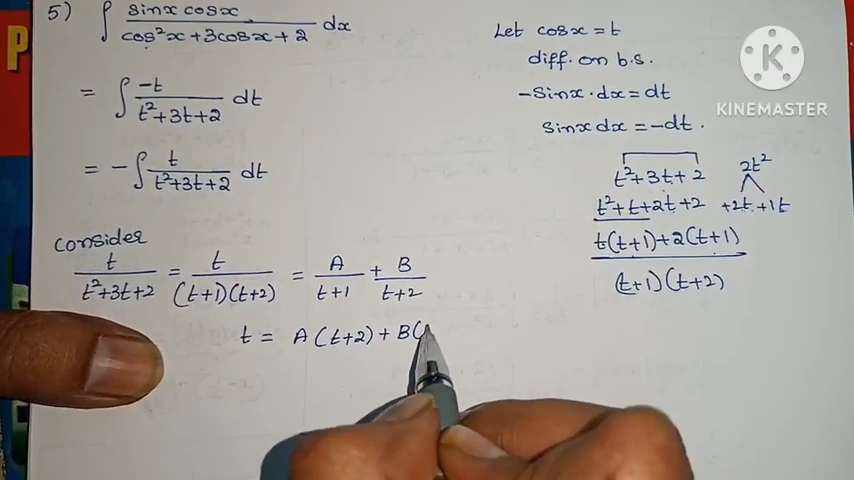 5) ∫ sinx cosx / cos²x+3cosx+2 dx
= ∫ -t / t²+3t+2 dt
= -∫ t / t²+3t+2 dt
consider
t / t²+3t+2 = t / (t+1)(t+2) = A / t+1 + B / t+2
t = A(t+2)+B(
Let cosx=t
diff. on b.s.
-sinx·dx=dt
sinx dx=-dt.
t²+3t+2
t²+t+2t+2
t(t+1)+2(t+1)
(t+1)(t+2)
2t²
+2t +1t
K
KINEMASTER
P